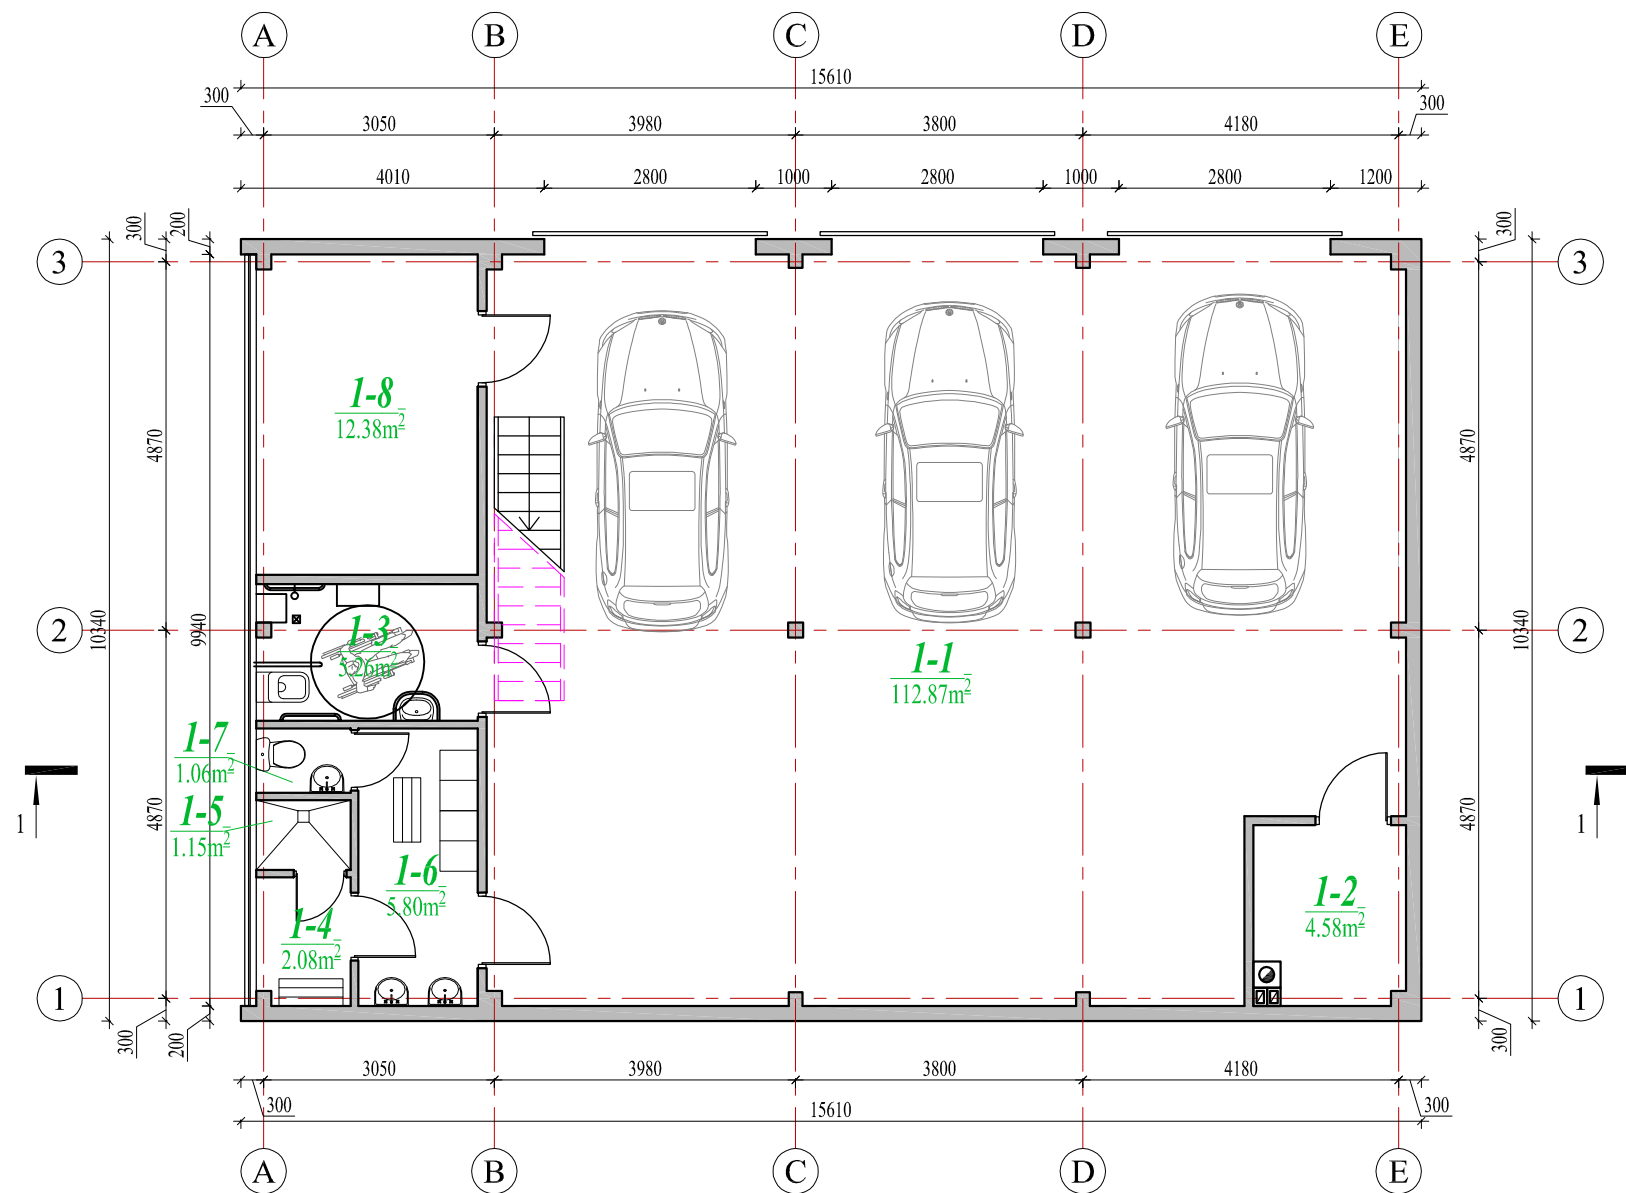 A B C D E
15610
300 300
3050 3980 3800 4180
4010 2800 1000 2800 1000 2800 1200
300 200 300
3 3
1-8
12.38m²
4870 4870
10340 9940 10340
2 2
1-3
5.26m²
1-1
112.87m²
1-7
1.06m²
1-5
1.15m²
4870 4870
1 1
1-6
5.80m²
1-2
4.58m²
1-4
2.08m²
1 1
300 200 300
3050 3980 3800 4180
300 15610 300
A B C D E